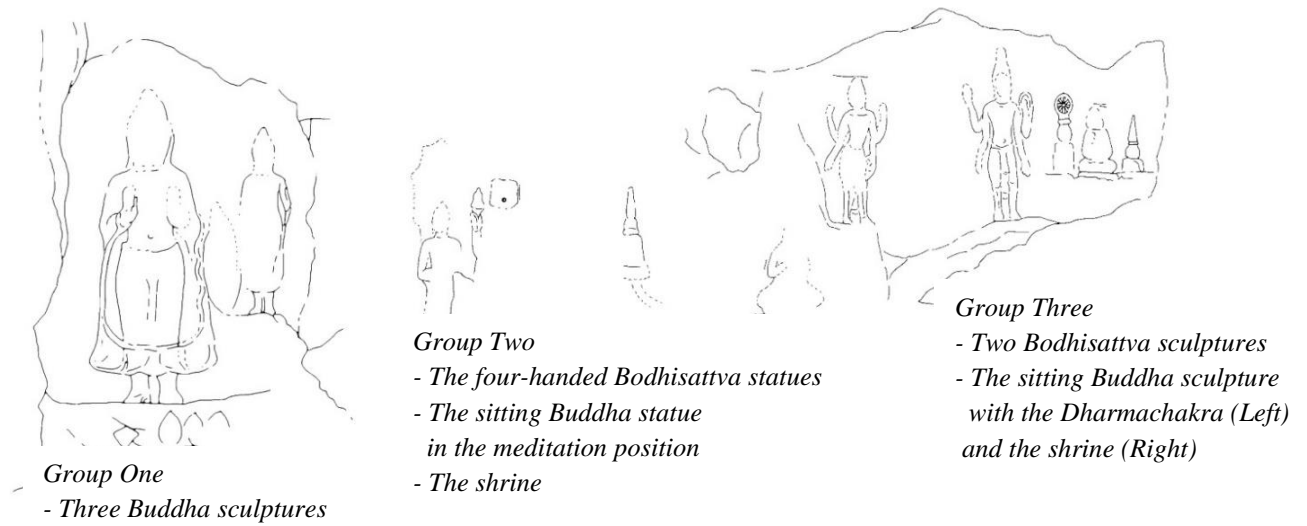 Group One
- Three Buddha sculptures
Group Two
- The four-handed Bodhisattva statues
- The sitting Buddha statue
in the meditation position
- The shrine
Group Three
- Two Bodhisattva sculptures
- The sitting Buddha sculpture
with the Dharmachakra (Left)
and the shrine (Right)